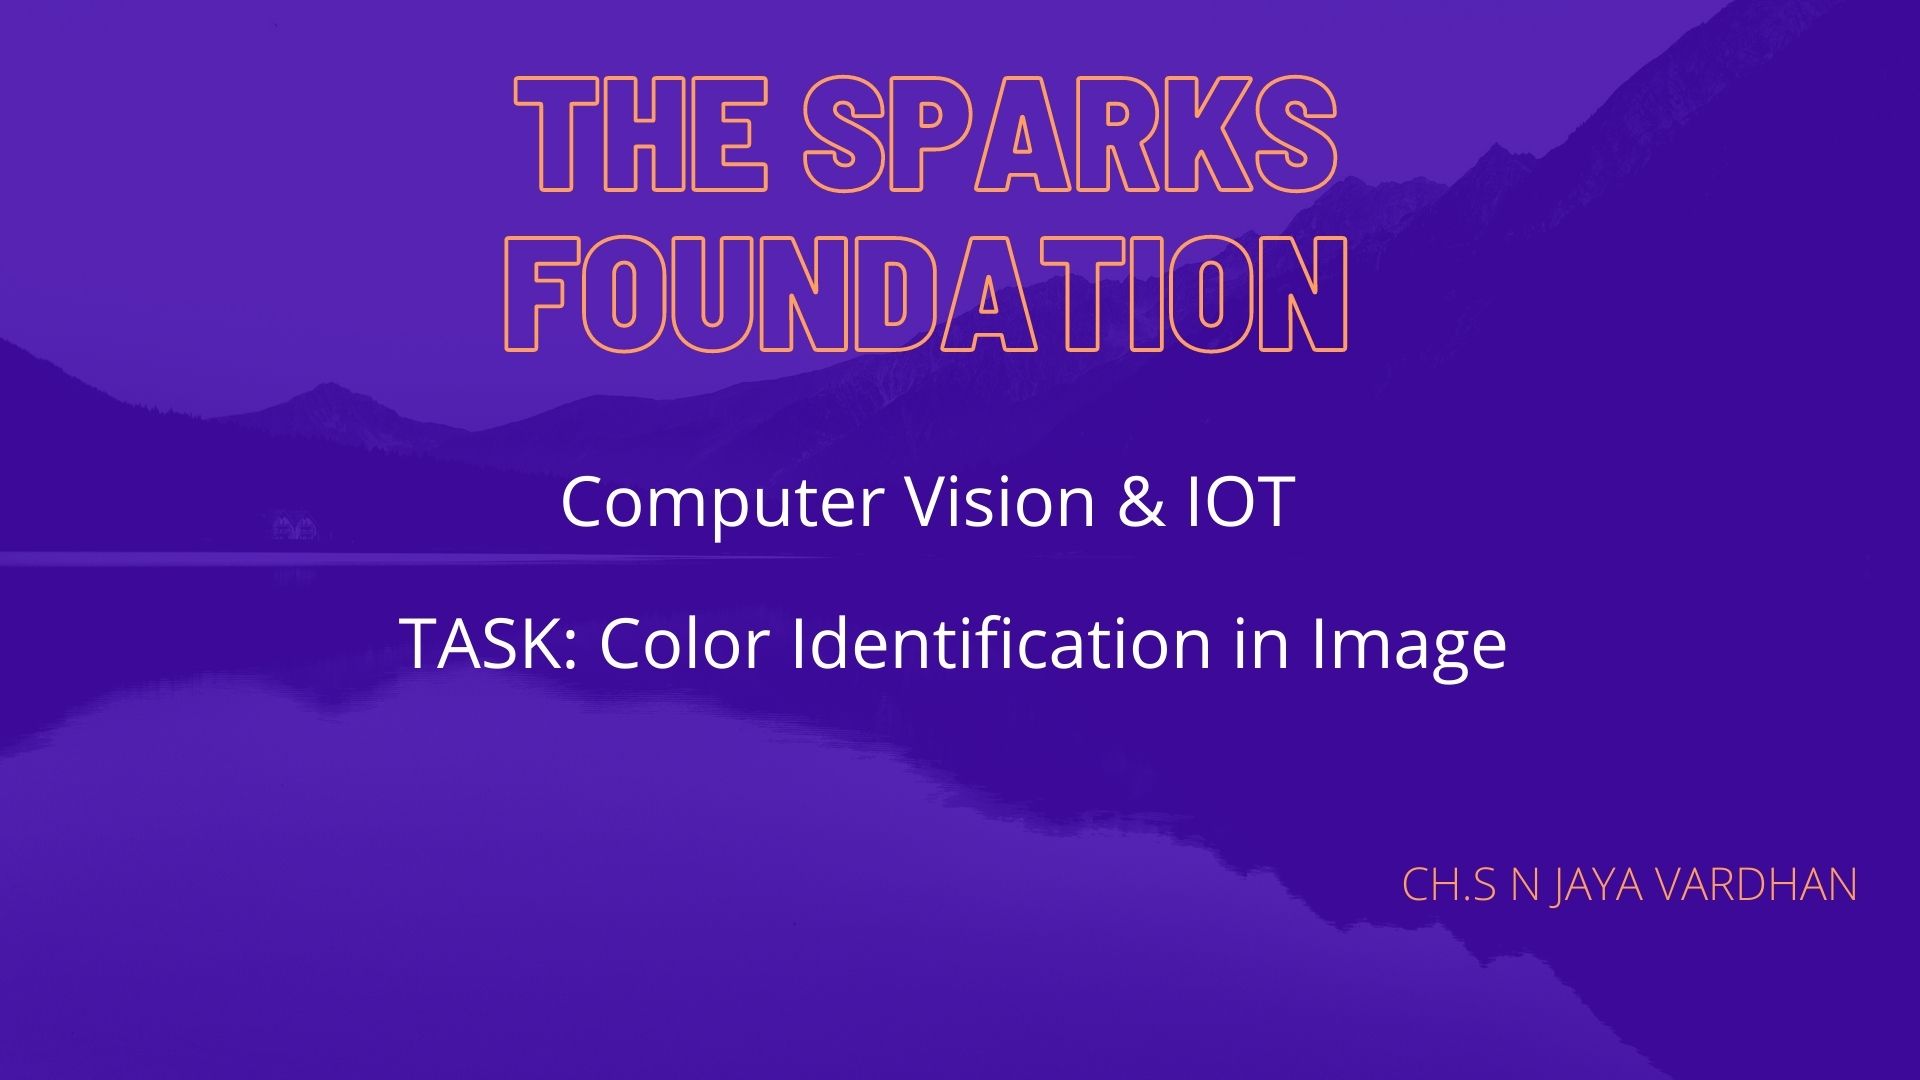 THE SPARKS
FOUNDATION
Computer Vision & IOT
TASK: Color Identification in Image
CH.S N JAYA VARDHAN